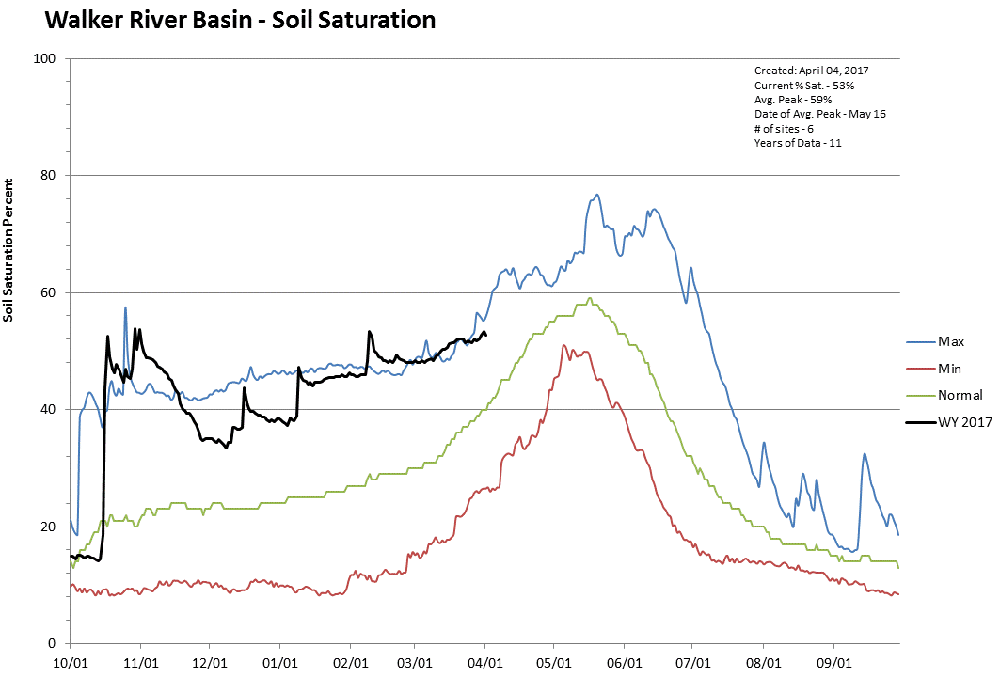 Walker River Basin - Soil Saturation
Created: April 04, 2017
Current % Sat. - 53%
Avg. Peak - 59%
Date of Avg. Peak - May 16
# of sites - 6
Years of Data - 11
Soil Saturation Percent
100
80
60
40
20
0
10/01 11/01 12/01 01/01 02/01 03/01 04/01 05/01 06/01 07/01 08/01 09/01
Max
Min
Normal
WY 2017